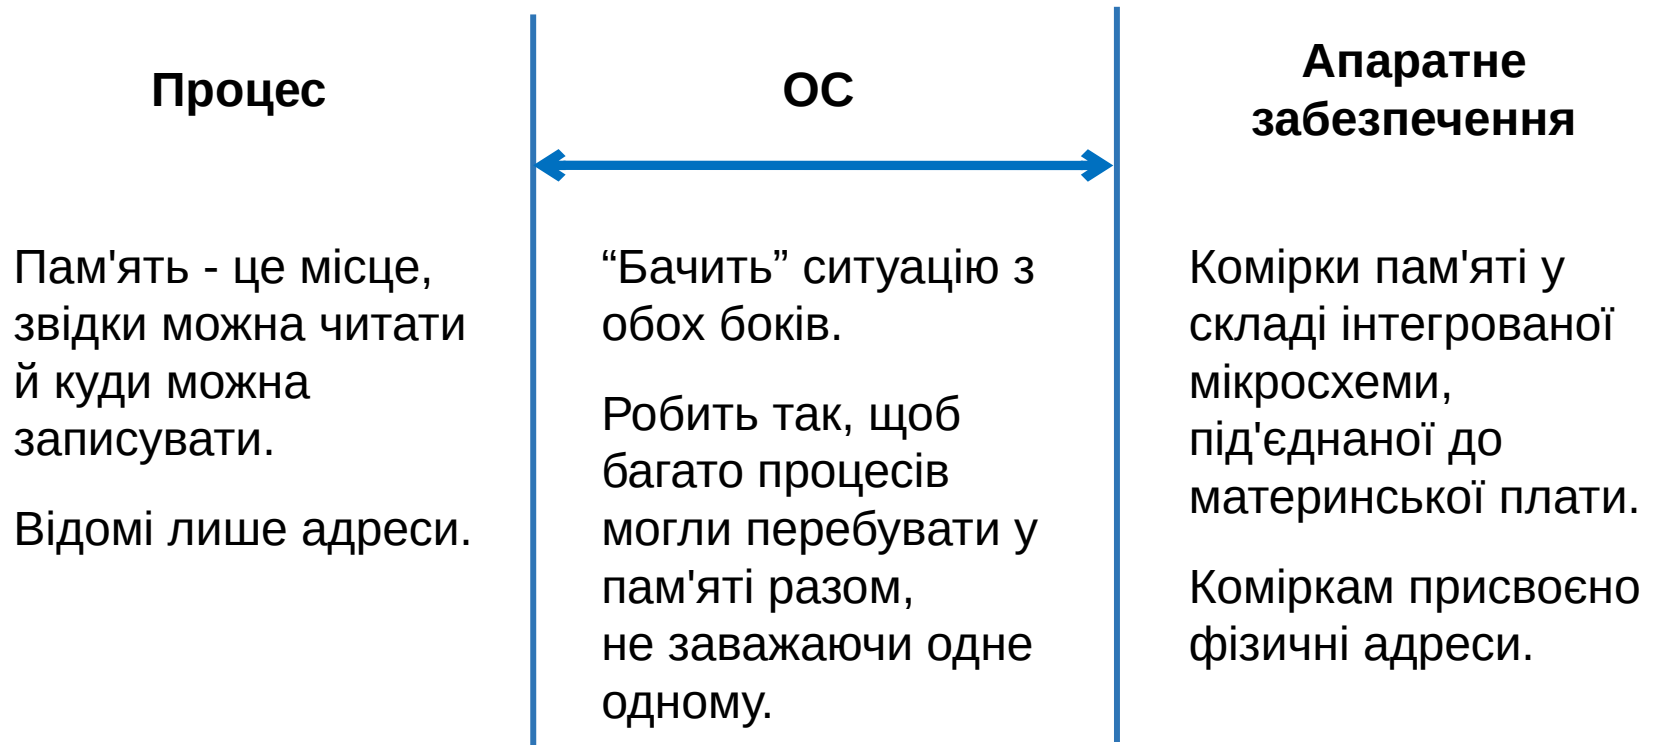 Процес
Пам'ять - це місце,
звідки можна читати
й куди можна
записувати.
Відомі лише адреси.
ОС
“Бачить” ситуацію з
обох боків.
Робить так, щоб
багато процесів
могли перебувати у
пам'яті разом,
не заважаючи одне
одному.
Апаратне
забезпечення
Комірки пам'яті у
складі інтегрованої
мікросхеми,
під'єднаної до
материнської плати.
Коміркам присвоєно
фізичні адреси.